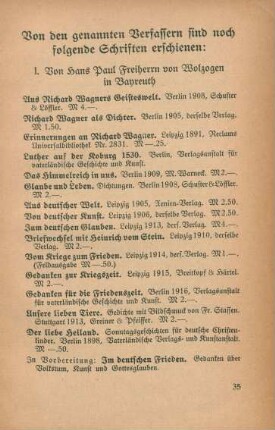 Von den genannten Verfassern sind noch
folgende Schriften erschienen:
1. Von Hans Paul Freiherrn von Wolzogen
in Bayreuth
Aus Richard Wagners Geisteswelt. Berlin 1908, Schuster
& Löffler. M 4.—.
Richard Wagner als Dichter. Berlin 1905, derselbe Verlag.
M 1.50.
Erinnerungen an Richard Wagner. Leipzig 1891, Reclams
Universalbibliothek Nr. 2831. M —.25.
Luther auf der Koburg 1530. Berlin, Verlagsanstalt für
vaterländische Geschichte und Kunst.
Das Himmelreich in uns. Berlin 1909, M. Warneck. M 2.—.
Glaube und Leben. Dichtungen. Berlin 1908, Schuster & Löffler.
M 2.—.
Aus deutscher Welt. Leipzig 1905, Xenien-Verlag. M 2.—.
Von deutscher Kunst. Leipzig 1906, derselbe Verlag. M 2.—.
Zum deutschen Glauben. Leipzig 1913, ders. Verlag. M 4.—.
Briefwechsel mit Heinrich vom Stein. Leipzig 1910, derselbe
Verlag. M 2.—.
Vom Kriege zum Frieden. Leipzig 1914, ders. Verlag. M 1.—.
(Feldausgabe M —.50.)
Gedanken zur Kriegszeit. Leipzig 1915, Breitkopf & Härtel.
M 2.—.
Gedanken für die Friedenszeit. Berlin 1916, Verlagsanstalt
für vaterländische Geschichte und Kunst. M 2.—.
Unsere lieben Tiere. Gedichte mit Bildschmuck von Fr. Stassen.
Stuttgart 1913, Greiner & Pfeiffer. M 2.—.
Der liebe Heiland. Sonntagsgeschichten für deutsche Christen-
kinder. Berlin 1898, Vaterländische Verlags- und Kunstanstalt.
M —.50.
In Vorbereitung: Im deutschen Frieden. Gedanken über
Volkstum, Kunst und Gottesglauben.
35